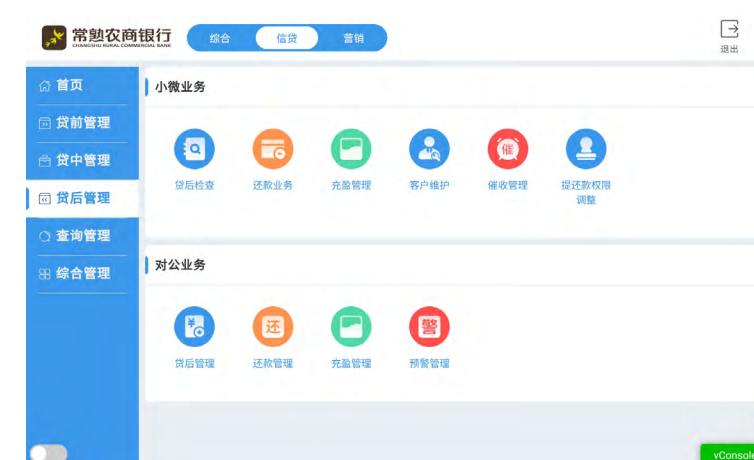 常熟农商银行
CHANGSHU RURAL COMMERCIAL BANK
综合
信贷
营销
退出
首页
贷前管理
贷中管理
贷后管理
查询管理
综合管理
小微业务
贷后检查
还款业务
充盈管理
客户维护
催
催收管理
提还款权限
调整
对公业务
¥
贷后管理
还
还款管理
充盈管理
警
预警管理
vConsole